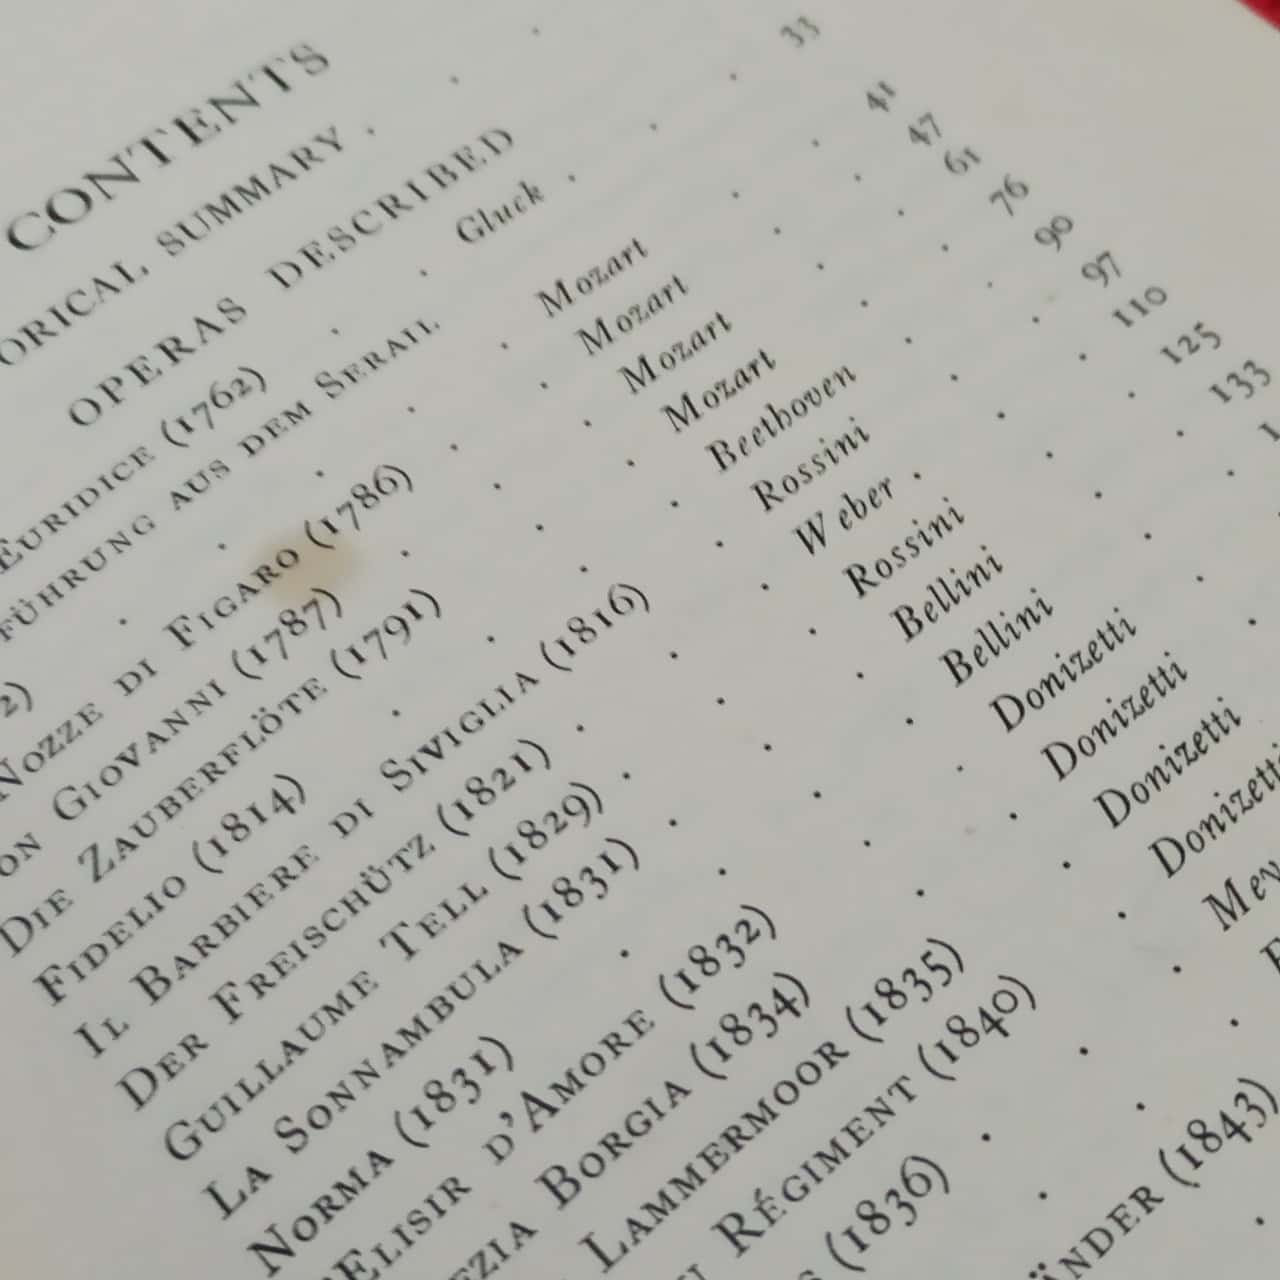 CONTENTS
ORICAL SUMMARY .  .  .
OPERAS DESCRIBED
EURIDICE (1762) . . Gluck . . . 33
FÜHRUNG AUS DEM SERAIL
2) . . . . . Mozart . . 41
NOZZE DI FIGARO (1786) . . Mozart . . 47
ON GIOVANNI (1787) . . . . Mozart . . 61
DIE ZAUBERFLÖTE (1791) . . . Mozart . . 76
FIDELIO (1814) . . . . Beethoven . . 90
IL BARBIERE DI SIVIGLIA (1816) . Rossini . . 97
DER FREISCHÜTZ (1821) . . . Weber . . . 110
GUILLAUME TELL (1829) . . . Rossini . . 125
LA SONNAMBULA (1831) . . . Bellini . . 133
NORMA (1831) . . . . Bellini . . 1
ELISIR D'AMORE (1832) . . Donizetti
EZIA BORGIA (1834) . . Donizetti
LAMMERMOOR (1835) . Donizetti
RÉGIMENT (1840) . Donizetti
(1836) . . . Mey
ÄNDER (1843)